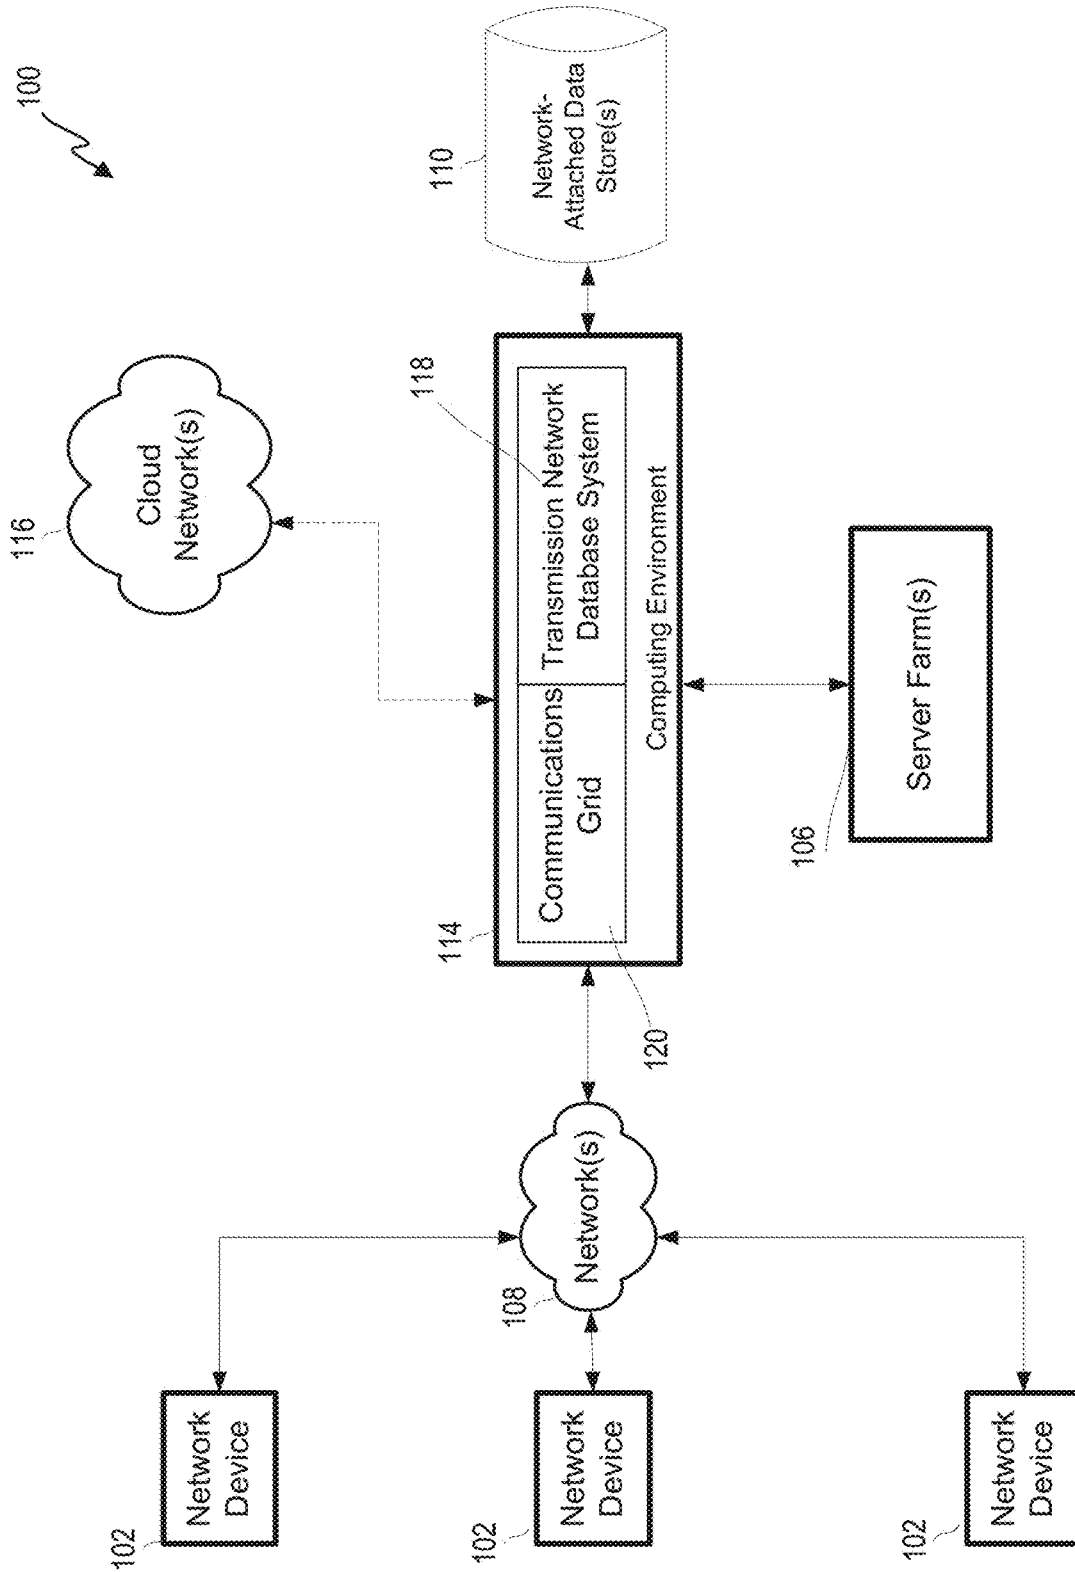 100
116
Cloud
Network(s)
102
Network
Device
108
Network(s)
102
Network
Device
102
Network
Device
114
Communications
Grid
120
118
Transmission Network
Database System
Computing Environment
110
Network-
Attached Data
Store(s)
106
Server Farm(s)